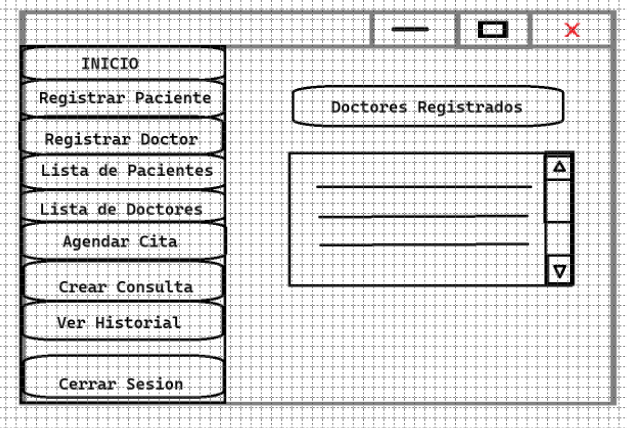 INICIO
Registrar Paciente
Registrar Doctor
Lista de Pacientes
Lista de Doctores
Agendar Cita
Crear Consulta
Ver Historial
Cerrar Sesion
Doctores Registrados